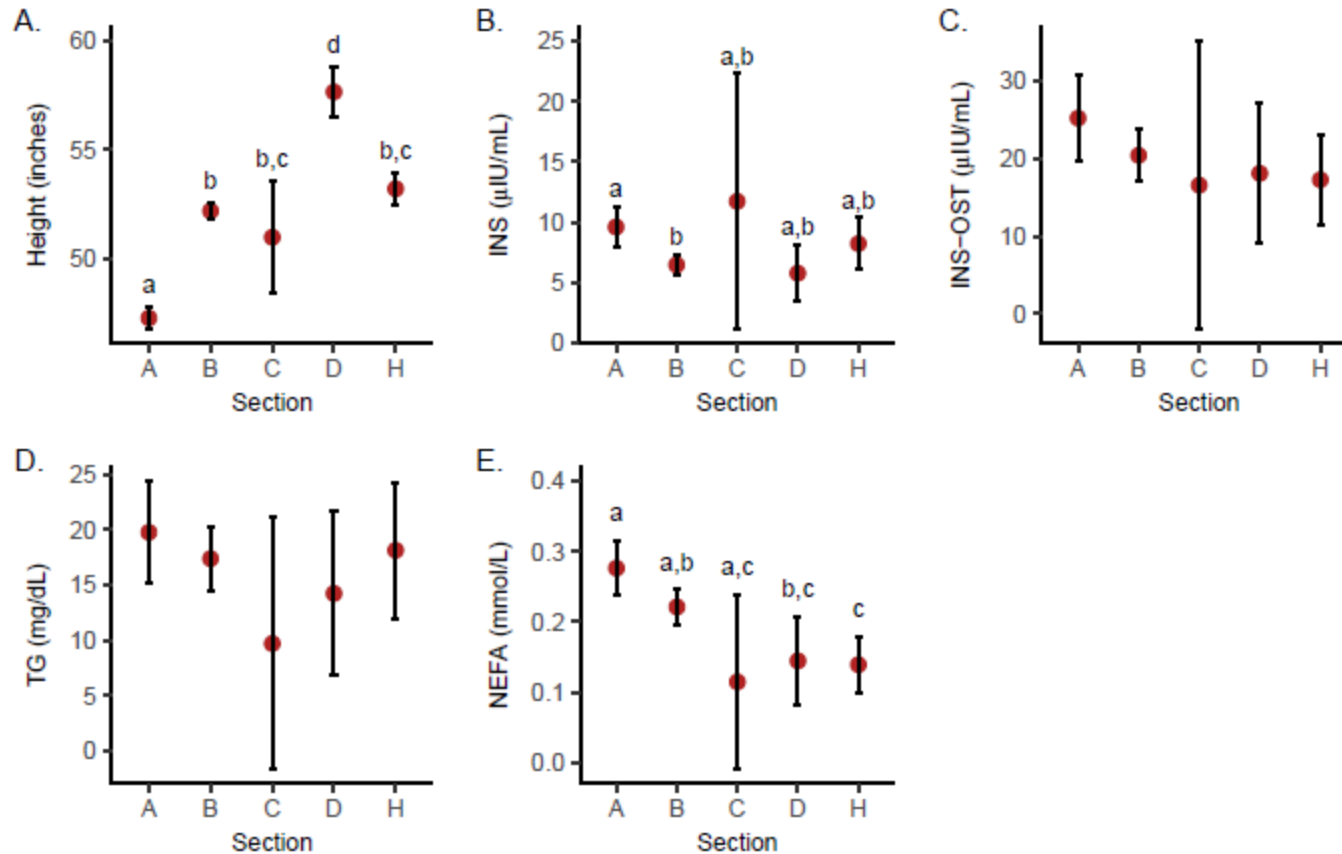 A.
Height (inches)
60
55
50
a
b
b,c
d
b,c
A B C D H
Section
B.
INS (μIU/mL)
25
20
15
10
5
0
a
b
a,b
a,b
a,b
A B C D H
Section
C.
INS−OST (μIU/mL)
30
20
10
0
A B C D H
Section
D.
TG (mg/dL)
25
20
15
10
5
0
A B C D H
Section
E.
NEFA (mmol/L)
0.4
0.3
0.2
0.1
0.0
a
a,b
a,c
b,c
c
A B C D H
Section